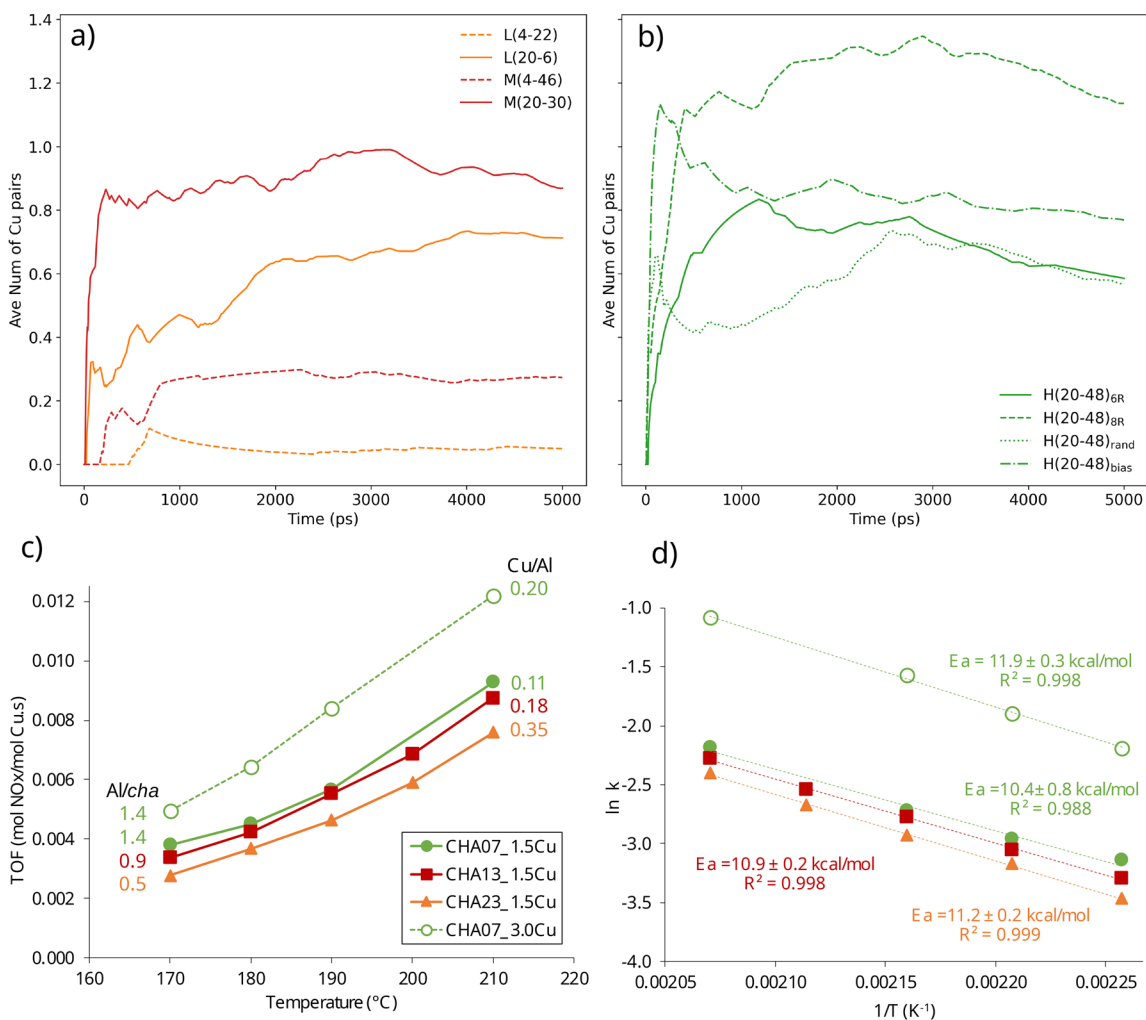 a)
L(4-22)
L(20-6)
M(4-46)
M(20-30)
1.4
1.2
1.0
0.8
0.6
0.4
0.2
0.0
Ave Num of Cu pairs
0 1000 2000 3000 4000 5000
Time (ps)
b)
Ave Num of Cu pairs
H(20-48)6R
H(20-48)8R
H(20-48)rand
H(20-48)bias
0 1000 2000 3000 4000 5000
Time (ps)
c)
Cu/Al
0.20
0.11
0.18
0.35
Al/cha
1.4
1.4
0.9
0.5
0.012
0.010
0.008
0.006
0.004
0.002
0.000
TOF (mol NOx/mol Cu.s)
CHA07_1.5Cu
CHA13_1.5Cu
CHA23_1.5Cu
CHA07_3.0Cu
160 170 180 190 200 210 220
Temperature (°C)
d)
-1.0
-1.5
-2.0
-2.5
-3.0
-3.5
-4.0
ln k
Ea = 11.9 ± 0.3 kcal/mol
R² = 0.998
Ea = 10.4 ± 0.8 kcal/mol
R² = 0.988
Ea = 10.9 ± 0.2 kcal/mol
R² = 0.998
Ea = 11.2 ± 0.2 kcal/mol
R² = 0.999
0.00205 0.00210 0.00215 0.00220 0.00225
1/T (K⁻¹)